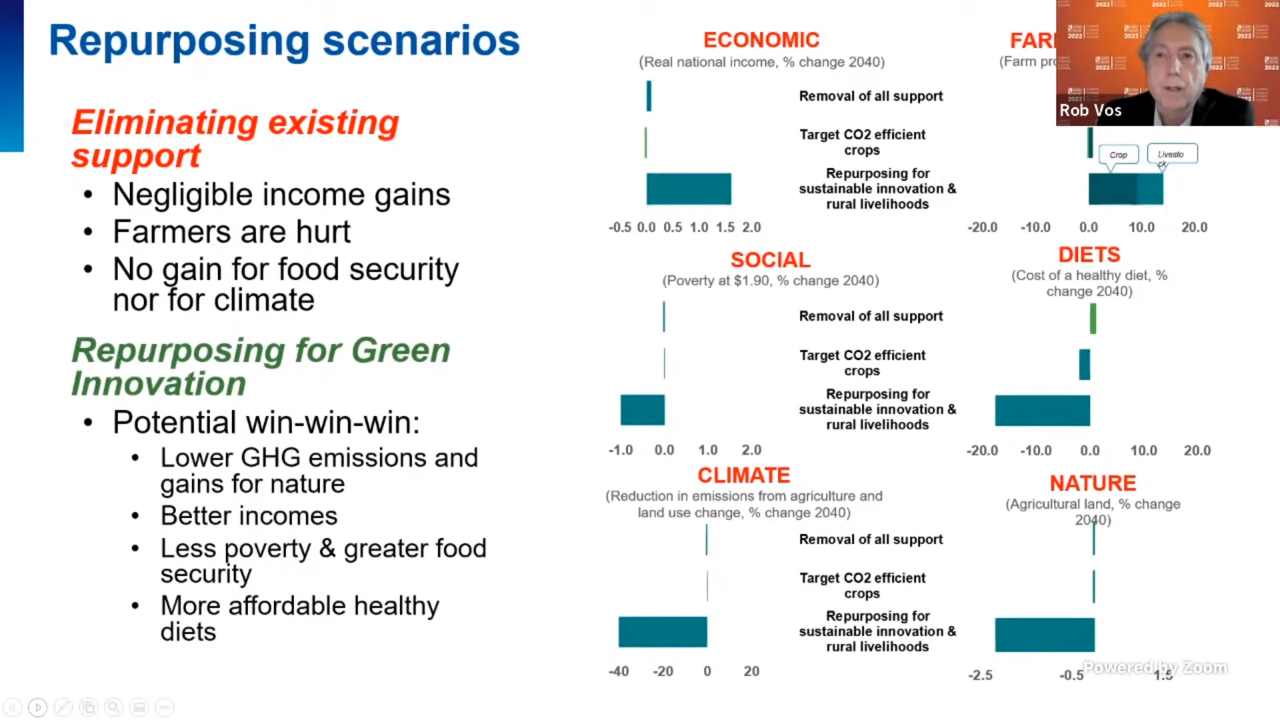 Repurposing scenarios
Eliminating existing
support
• Negligible income gains
• Farmers are hurt
• No gain for food security
nor for climate
Repurposing for Green
Innovation
• Potential win-win-win:
• Lower GHG emissions and
gains for nature
• Better incomes
• Less poverty & greater food
security
• More affordable healthy
diets
ECONOMIC
(Real national income, % change 2040)
Removal of all support
Target CO2 efficient
crops
Repurposing for
sustainable innovation &
rural livelihoods
-0.5 0.0 0.5 1.0 1.5 2.0
(Farm
Rob Vos
2022
Crop
Livesto
ck
-20.0 -10.0 0.0 10.0 20.0
SOCIAL
(Poverty at $1.90, % change 2040)
Removal of all support
Target CO2 efficient
crops
Repurposing for
sustainable innovation &
rural livelihoods
-1.0 0.0 1.0 2.0
DIETS
(Cost of a healthy diet, %
change 2040)
-20.0 -10.0 0.0 10.0 20.0
CLIMATE
(Reduction in emissions from agriculture and
land use change, % change 2040)
Removal of all support
Target CO2 efficient
crops
Repurposing for
sustainable innovation &
rural livelihoods
-40 -20 0 20
NATURE
(Agricultural land, % change
2040)
-2.5 -0.5 1.5
Powered by Zoom